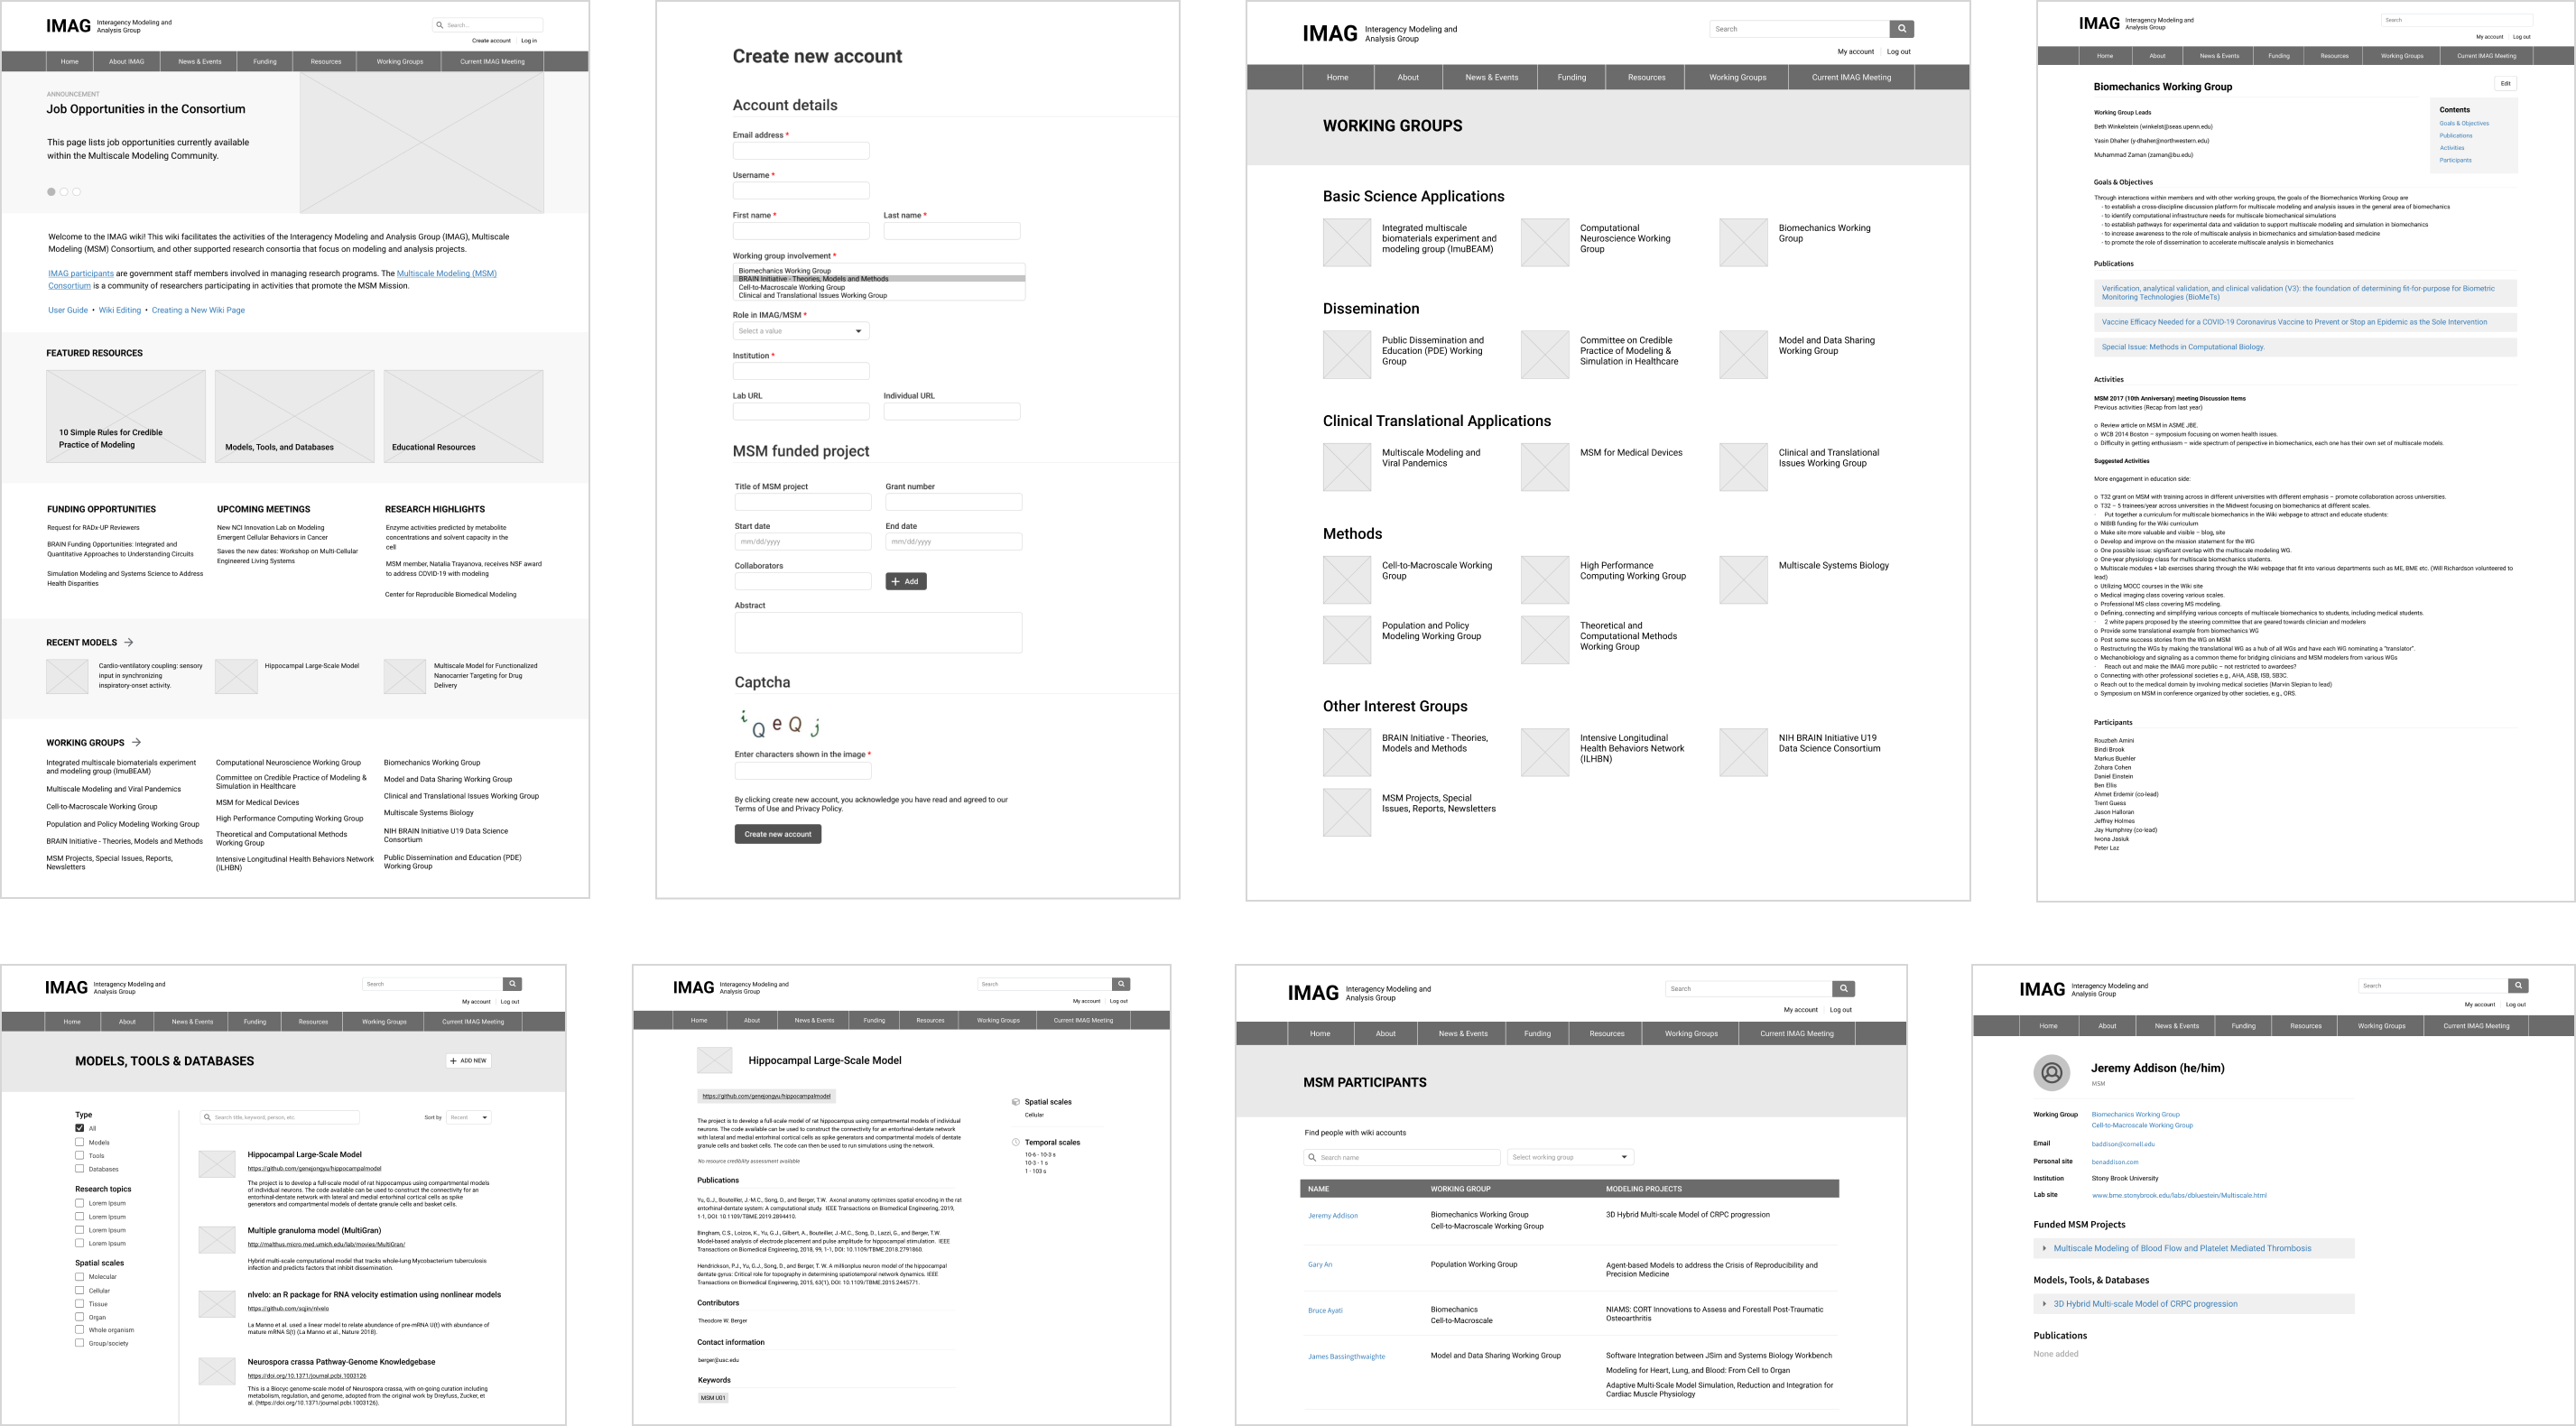 IMAG
Interagency Modeling and
Analysis Group
Search...
Create account
Log in
Home
About IMAG
News & Events
Funding
Resources
Working Groups
Current IMAG Meeting
ANNOUNCEMENT
Job Opportunities in the Consortium
This page lists job opportunities currently available
within the Multiscale Modeling Community.
Welcome to the IMAG wiki! This wiki facilitates the activities of the Interagency Modeling and Analysis Group (IMAG), Multiscale
Modeling (MSM) Consortium, and other supported research consortia that focus on modeling and analysis projects.
IMAG participants are government staff members involved in managing research programs. The Multiscale Modeling (MSM)
Consortium is a community of researchers participating in activities that promote the MSM Mission.
User Guide • Wiki Editing • Creating a New Wiki Page
FEATURED RESOURCES
10 Simple Rules for Credible
Practice of Modeling
Models, Tools, and Databases
Educational Resources
FUNDING OPPORTUNITIES
Request for RADx-UP Reviewers
BRAIN Funding Opportunities: Integrated and
Quantitative Approaches to Understanding Circuits
Simulation Modeling and Systems Science to Address
Health Disparities
UPCOMING MEETINGS
New NCI Innovation Lab on Modeling
Emergent Cellular Behaviors in Cancer
Saves the new dates: Workshop on Multi-Cellular
Engineered Living Systems
RESEARCH HIGHLIGHTS
Enzyme activities predicted by metabolite
concentrations and solvent capacity in the
cell
MSM member, Natalia Trayanova, receives NSF award
to address COVID-19 with modeling
Center for Reproducible Biomedical Modeling
RECENT MODELS →
Cardio-ventilatory coupling: sensory
input in synchronizing
inspiratory-onset activity.
Hippocampal Large-Scale Model
Multiscale Model for Functionalized
Nanocarrier Targeting for Drug
Delivery
WORKING GROUPS →
Integrated multiscale biomaterials experiment
and modeling group (ImuBEAM)
Multiscale Modeling and Viral Pandemics
Cell-to-Macroscale Working Group
Population and Policy Modeling Working Group
BRAIN Initiative - Theories, Models and Methods
MSM Projects, Special Issues, Reports,
Newsletters
Computational Neuroscience Working Group
Committee on Credible Practice of Modeling &
Simulation in Healthcare
MSM for Medical Devices
High Performance Computing Working Group
Theoretical and Computational Methods
Working Group
Intensive Longitudinal Health Behaviors Network
(ILHBN)
Biomechanics Working Group
Model and Data Sharing Working Group
Clinical and Translational Issues Working Group
Multiscale Systems Biology
NIH BRAIN Initiative U19 Data Science
Consortium
Public Dissemination and Education (PDE)
Working Group
Create new account
Account details
Email address *
Username *
First name *
Last name *
Working group involvement *
Biomechanics Working Group
BRAIN Initiative - Theories, Models and Methods
Cell-to-Macroscale Working Group
Clinical and Translational Issues Working Group
Role in IMAG/MSM *
Select a value
Institution *
Lab URL
Individual URL
MSM funded project
Title of MSM project
Grant number
Start date
End date
mm/dd/yyyy
mm/dd/yyyy
Collaborators
+ Add
Abstract
Captcha
i Q e Q j
Enter characters shown in the image *
By clicking create new account, you acknowledge you have read and agreed to our
Terms of Use and Privacy Policy.
Create new account
IMAG
Interagency Modeling and
Analysis Group
Search
My account
Log out
Home
About
News & Events
Funding
Resources
Working Groups
Current IMAG Meeting
WORKING GROUPS
Basic Science Applications
Integrated multiscale
biomaterials experiment and
modeling group (ImuBEAM)
Computational
Neuroscience Working
Group
Biomechanics Working
Group
Dissemination
Public Dissemination and
Education (PDE) Working
Group
Committee on Credible
Practice of Modeling &
Simulation in Healthcare
Model and Data Sharing
Working Group
Clinical Translational Applications
Multiscale Modeling and
Viral Pandemics
MSM for Medical Devices
Clinical and Translational
Issues Working Group
Methods
Cell-to-Macroscale Working
Group
High Performance
Computing Working Group
Multiscale Systems Biology
Population and Policy
Modeling Working Group
Theoretical and
Computational Methods
Working Group
Other Interest Groups
BRAIN Initiative - Theories,
Models and Methods
Intensive Longitudinal
Health Behaviors Network
(ILHBN)
NIH BRAIN Initiative U19
Data Science Consortium
MSM Projects, Special
Issues, Reports, Newsletters
IMAG
Interagency Modeling and
Analysis Group
Search
My account
Log out
Home
About
News & Events
Funding
Resources
Working Groups
Current IMAG Meeting
Biomechanics Working Group
Edit
Contents
Goals & Objectives
Publications
Activities
Participants
Working Group Leads
Beth Winkelstein (winkelst@seas.upenn.edu)
Yasin Dhaher (y-dhaher@northwestern.edu)
Muhammad Zaman (zaman@bu.edu)
Goals & Objectives
Through interactions within members and with other working groups, the goals of the Biomechanics Working Group are
- to establish a cross-discipline discussion platform for multiscale modeling and analysis issues in the general area of biomechanics
- to identify computational infrastructure needs for multiscale biomechanical simulations
- to establish pathways for experimental data and validation to support multiscale modeling and simulation in biomechanics
- to increase awareness to the role of multiscale analysis in biomechanics and simulation-based medicine
- to promote the role of dissemination to accelerate multiscale analysis in biomechanics
Publications
Verification, analytical validation, and clinical validation (V3): the foundation of determining fit-for-purpose for Biometric
Monitoring Technologies (BioMeTs)
Vaccine Efficacy Needed for a COVID-19 Coronavirus Vaccine to Prevent or Stop an Epidemic as the Sole Intervention
Special Issue: Methods in Computational Biology.
Activities
MSM 2017 (10th Anniversary) meeting Discussion Items
Previous activities (Recap from last year)
o Review article on MSM in ASME JBE.
o WCB 2014 Boston – symposium focusing on women health issues.
o Difficulty in getting enthusiasm – wide spectrum of perspective in biomechanics, each one has their own set of multiscale models.
Suggested Activities
More engagement in education side:
o T32 grant on MSM with training across in different universities with different emphasis – promote collaboration across universities.
o T32 – 5 trainees/year across universities in the Midwest focusing on biomechanics at different scales.
· Put together a curriculum for multiscale biomechanics in the Wiki webpage to attract and educate students:
o NIBIB funding for the Wiki curriculum
o Make site more valuable and visible – blog, site
o Develop and improve on the mission statement for the WG
o One possible issue: significant overlap with the multiscale modeling WG.
o One-year physiology class for multiscale biomechanics students.
o Multiscale modules + lab exercises sharing through the Wiki webpage that fit into various departments such as ME, BME etc. (Will Richardson volunteered to
lead)
o Utilizing MOCC courses in the Wiki site
o Medical imaging class covering various scales.
o Professional MS class covering MS modeling.
o Defining, connecting and simplifying various concepts of multiscale biomechanics to students, including medical students.
· 2 white papers proposed by the steering committee that are geared towards clinician and modelers
o Provide some translational example from biomechanics WG
o Post some success stories from the WG on MSM
o Restructuring the WGs by making the translational WG as a hub of all WGs and have each WG nominating a "translator".
o Mechanobiology and signaling as a common theme for bridging clinicians and MSM modelers from various WGs
· Reach out and make the IMAG more public – not restricted to awardees?
o Connecting with other professional societies e.g., AHA, ASB, ISB, SB3C.
o Reach out to the medical domain by involving medical societies (Marvin Slepian to lead)
o Symposium on MSM in conference organized by other societies, e.g., ORS.
Participants
Rouzbeh Amini
Bindi Brook
Markus Buehler
Zohara Cohen
Daniel Einstein
Ben Ellis
Ahmet Erdemir (co-lead)
Trent Guess
Jason Halloran
Jeffrey Holmes
Jay Humphrey (co-lead)
Iwona Jasiuk
Peter Laz
IMAG
Interagency Modeling and
Analysis Group
Search
My account
Log out
Home
About
News & Events
Funding
Resources
Working Groups
Current IMAG Meeting
MODELS, TOOLS & DATABASES
+ ADD NEW
Type
All
Models
Tools
Databases
Research topics
Lorem Ipsum
Lorem Ipsum
Lorem Ipsum
Lorem Ipsum
Spatial scales
Molecular
Cellular
Tissue
Organ
Whole organism
Group/society
Search title, keyword, person, etc.
Sort by
Recent
Hippocampal Large-Scale Model
https://github.com/genejongyu/hippocampalmodel
The project is to develop a full-scale model of rat hippocampus using compartmental models
of individual neurons. The code available can be used to construct the connectivity for an
entorhinal-dentate network with lateral and medial entorhinal cortical cells as spike
generators and compartmental models of dentate granule cells and basket cells.
Multiple granuloma model (MultiGran)
http://malthus.micro.med.umich.edu/lab/movies/MultiGran/
Hybrid multi-scale computational model that tracks whole-lung Mycobacterium tuberculosis
infection and predicts factors that inhibit dissemination.
nlvelo: an R package for RNA velocity estimation using nonlinear models
https://github.com/sqjin/nlvelo
La Manno et al. used a linear model to relate abundance of pre-mRNA U(t) with abundance of
mature mRNA S(t) (La Manno et al., Nature 2018).
Neurospora crassa Pathway-Genome Knowledgebase
https://doi.org/10.1371/journal.pcbi.1003126
This is a Biocyc genome-scale model of Neurospora crassa, with on-going curation including
metabolism, regulation, and genome, adopted from the original work by Dreyfuss, Zucker, et
al. (https://doi.org/10.1371/journal.pcbi.1003126).
IMAG
Interagency Modeling and
Analysis Group
Search
My account
Log out
Home
About
News & Events
Funding
Resources
Working Groups
Current IMAG Meeting
Hippocampal Large-Scale Model
https://github.com/genejongyu/hippocampalmodel
The project is to develop a full-scale model of rat hippocampus using compartmental models of individual
neurons. The code available can be used to construct the connectivity for an entorhinal-dentate network
with lateral and medial entorhinal cortical cells as spike generators and compartmental models of dentate
granule cells and basket cells. The code can then be used to run simulations using the network.
No resource credibility assessment available
Spatial scales
Cellular
Temporal scales
10-6 - 10-3 s
10-3 - 1 s
1 - 103 s
Publications
Yu, G.J., Bouteiller, J.-M.C., Song, D., and Berger, T.W. Axonal anatomy optimizes spatial encoding in the rat
entorhinal-dentate system: A computational study. IEEE Transactions on Biomedical Engineering, 2019,
1-1, DOI: 10.1109/TBME.2019.2894410.
Bingham, C.S., Loizos, K., Yu, G.J., Gilbert, A., Bouteiller, J.-M.C., Song, D., Lazzi, G., and Berger, T.W.
Model-based analysis of electrode placement and pulse amplitude for hippocampal stimulation. IEEE
Transactions on Biomedical Engineering, 2018, 99, 1-1, DOI: 10.1109/TBME.2018.2791860.
Hendrickson, P.J., Yu, G.J., Song, D., and Berger, T. W. A million-plus neuron model of the hippocampal
dentate gyrus: Critical role for topography in determining spatiotemporal network dynamics. IEEE
Transactions on Biomedical Engineering, 2015, 63(1), DOI: 10.1109/TBME.2015.2445771.
Contributors
Theodore W. Berger
Contact information
berger@usc.edu
Keywords
MSM U01
IMAG
Interagency Modeling and
Analysis Group
Search
My account
Log out
Home
About
News & Events
Funding
Resources
Working Groups
Current IMAG Meeting
MSM PARTICIPANTS
Find people with wiki accounts
Search name
Select working group
NAME
WORKING GROUP
MODELING PROJECTS
Jeremy Addison
Biomechanics Working Group
Cell-to-Macroscale Working Group
3D Hybrid Multi-scale Model of CRPC progression
Gary An
Population Working Group
Agent-based Models to address the Crisis of Reproducibility and
Precision Medicine
Bruce Ayati
Biomechanics
Cell-to-Macroscale
NIAMS: CORT Innovations to Assess and Forestall Post-Traumatic
Osteoarthritis
James Bassingthwaighte
Model and Data Sharing Working Group
Software Integration between JSim and Systems Biology Workbench
Modeling for Heart, Lung, and Blood: From Cell to Organ
Adaptive Multi-Scale Model Simulation, Reduction and Integration for
Cardiac Muscle Physiology
IMAG
Interagency Modeling and
Analysis Group
Search
My account
Log out
Home
About
News & Events
Funding
Resources
Working Groups
Current IMAG Meeting
Jeremy Addison (he/him)
MSM
Working Group
Biomechanics Working Group
Cell-to-Macroscale Working Group
Email
baddison@cornell.edu
Personal site
benaddison.com
Institution
Stony Brook University
Lab site
www.bme.stonybrook.edu/labs/dbluestein/Multiscale.html
Funded MSM Projects
Multiscale Modeling of Blood Flow and Platelet Mediated Thrombosis
Models, Tools, & Databases
3D Hybrid Multi-scale Model of CRPC progression
Publications
None added